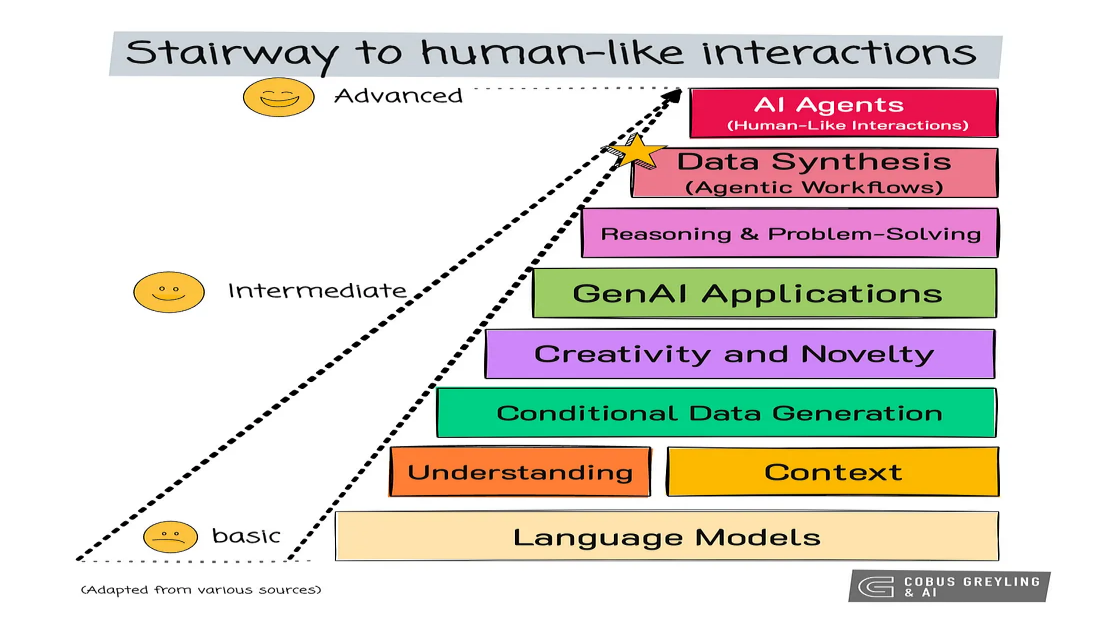 Stairway to human-like interactions
Advanced
AI Agents
(Human-Like Interactions)
Data Synthesis
(Agentic Workflows)
Reasoning & Problem-Solving
Intermediate
GenAI Applications
Creativity and Novelty
Conditional Data Generation
Understanding
Context
basic
Language Models
(Adapted from various sources)
COBUS GREYLING
& AI